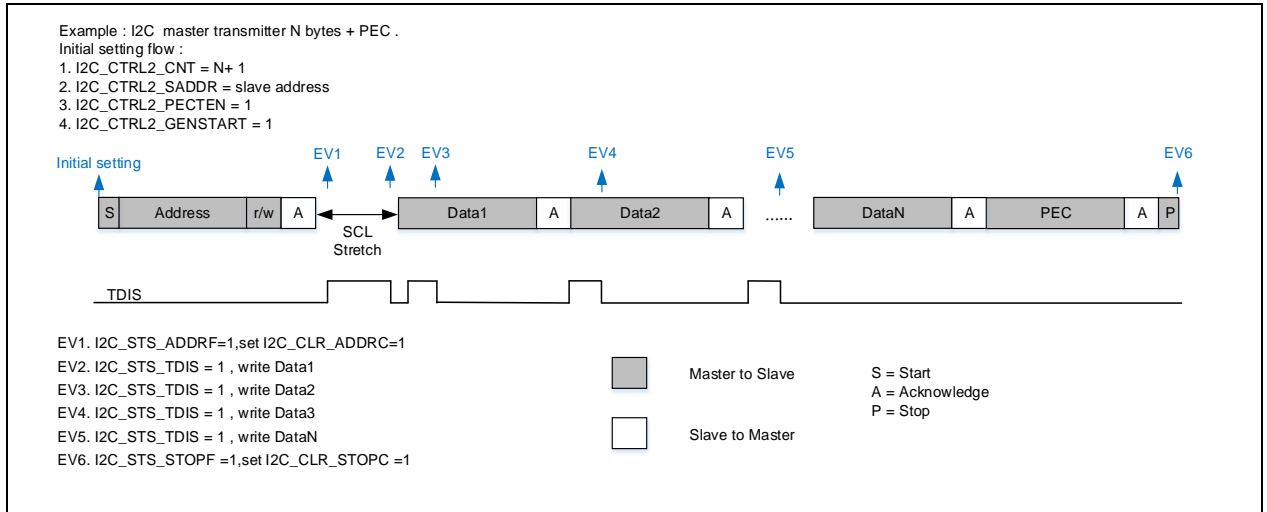 Example : I2C master transmitter N bytes + PEC .
Initial setting flow :
1. I2C_CTRL2_CNT = N+ 1
2. I2C_CTRL2_SADDR = slave address
3. I2C_CTRL2_PECTEN = 1
4. I2C_CTRL2_GENSTART = 1
Initial setting EV1 EV2 EV3 EV4 EV5 EV6
S Address r/w A Data1 A Data2 A ...... DataN A PEC A P
SCL
Stretch
TDIS
EV1. I2C_STS_ADDRF=1,set I2C_CLR_ADDRC=1
EV2. I2C_STS_TDIS = 1 , write Data1
EV3. I2C_STS_TDIS = 1 , write Data2
EV4. I2C_STS_TDIS = 1 , write Data3
EV5. I2C_STS_TDIS = 1 , write DataN
EV6. I2C_STS_STOPF =1,set I2C_CLR_STOPC =1
Master to Slave
Slave to Master
S = Start
A = Acknowledge
P = Stop